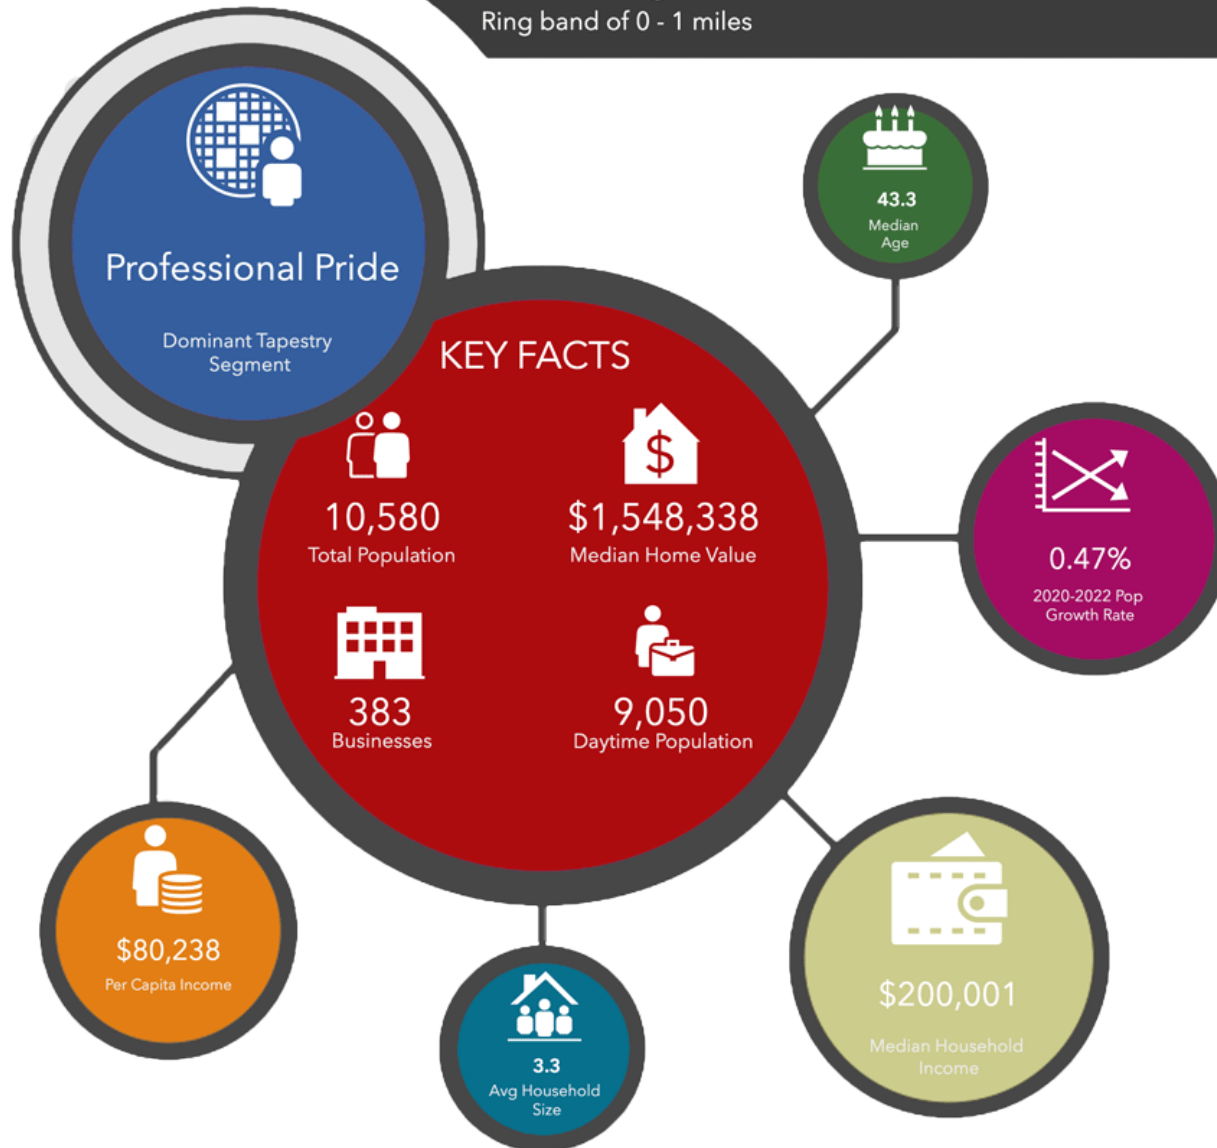 Ring band of 0 - 1 miles
Professional Pride
Dominant Tapestry
Segment
43.3
Median
Age
KEY FACTS
$
10,580
Total Population
$1,548,338
Median Home Value
0.47%
2020-2022 Pop
Growth Rate
383
Businesses
9,050
Daytime Population
$80,238
Per Capita Income
3.3
Avg Household
Size
$200,001
Median Household
Income